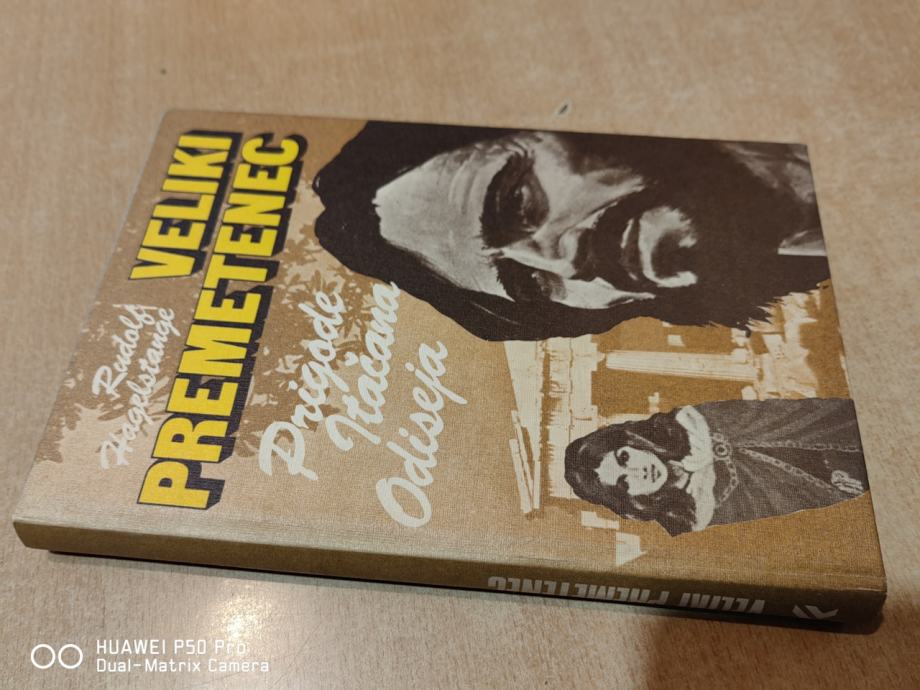 Rudolf
Hagelstange
VELIKI
PREMETENEC
Prigode
Itačana
Odiseja
VELIKI PREMETENEC
HUAWEI P50 Pro
Dual-Matrix Camera